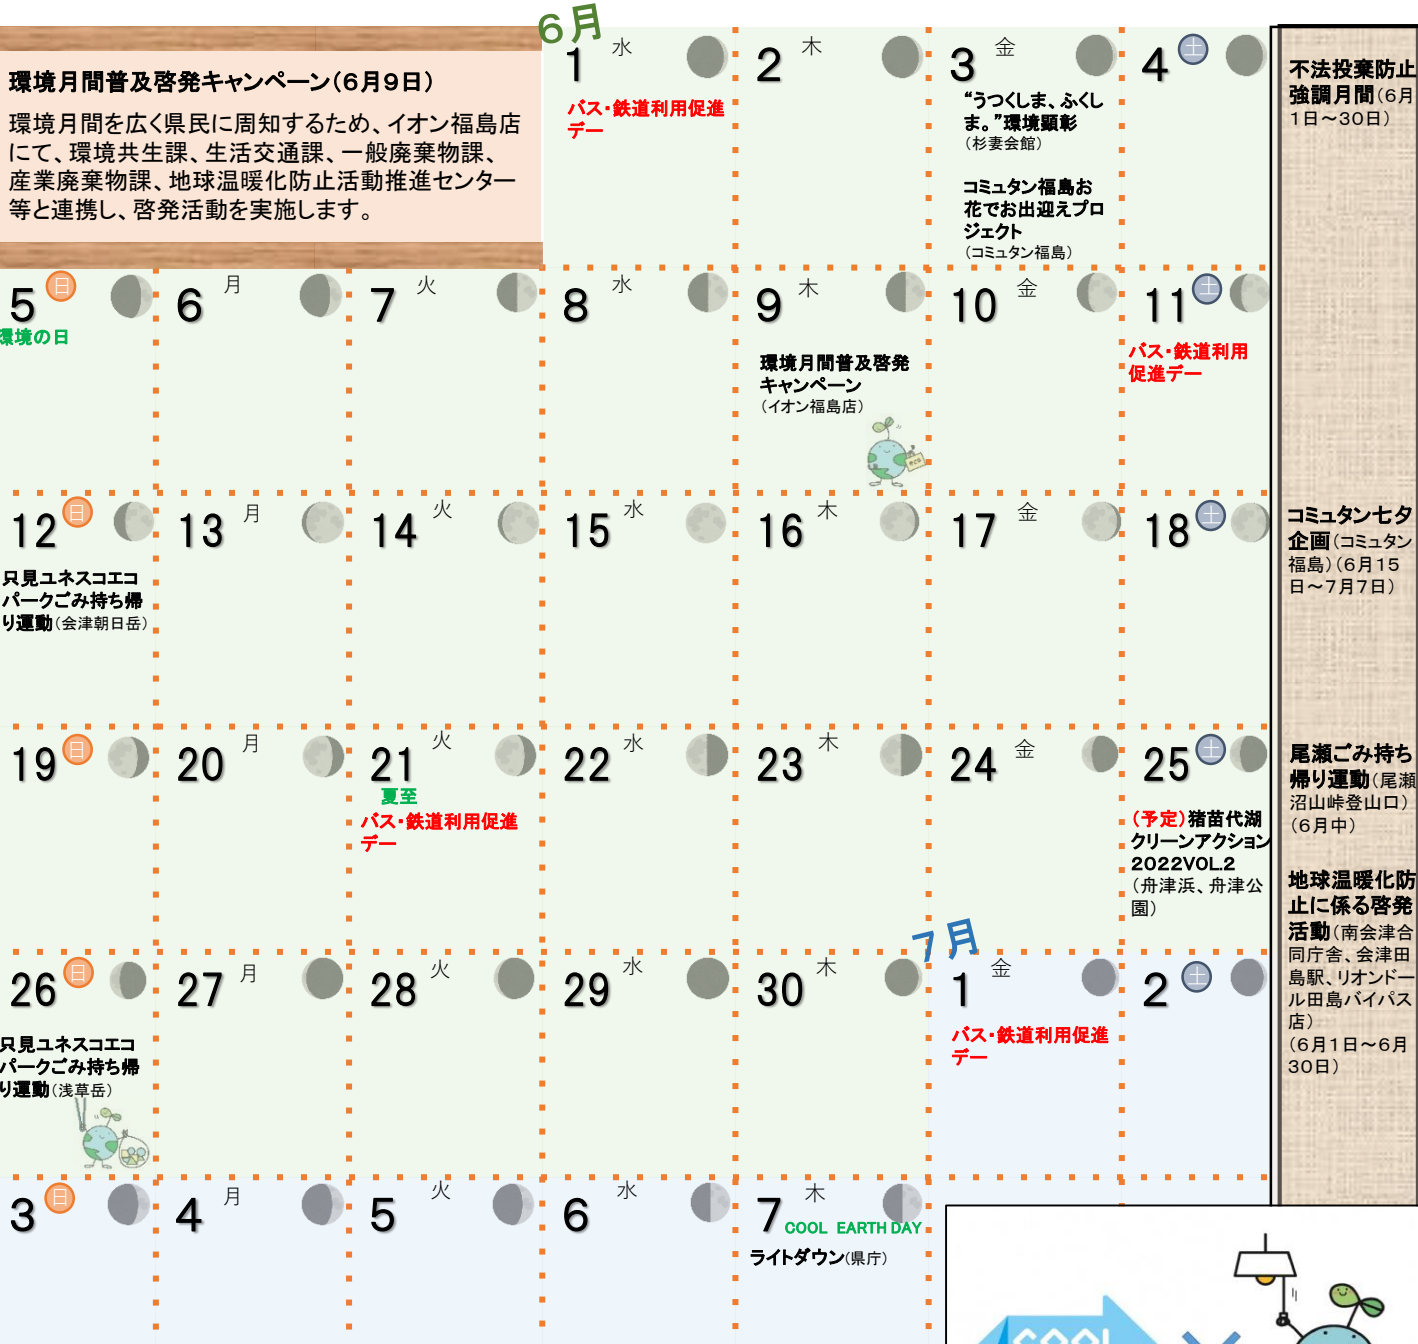 6月
環境月間普及啓発キャンペーン(6月9日)
環境月間を広く県民に周知するため、イオン福島店
にて、環境共生課、生活交通課、一般廃棄物課、
産業廃棄物課、地球温暖化防止活動推進センター
等と連携し、啓発活動を実施します。
1 水
バス・鉄道利用促進
デー
2 木
3 金
“うつくしま、ふくし
ま。”環境顕彰
(杉妻会館)
コミュタン福島お
花でお出迎えプロ
ジェクト
(コミュタン福島)
4 土
5 日
環境の日
6 月
7 火
8 水
9 木
環境月間普及啓発
キャンペーン
(イオン福島店)
eco
10 金
11 土
バス・鉄道利用
促進デー
12 日
只見ユネスコエコ
パークごみ持ち帰
り運動(会津朝日岳)
13 月
14 火
15 水
16 木
17 金
18 土
19 日
20 月
21 火
夏至
バス・鉄道利用促進
デー
22 水
23 木
24 金
25 土
(予定)猪苗代湖
クリーンアクション
2022VOL.2
(舟津浜、舟津公
園)
26 日
只見ユネスコエコ
パークごみ持ち帰
り運動(浅草岳)
27 月
28 火
29 水
30 木
7月
1 金
バス・鉄道利用促進
デー
2 土
3 日
4 月
5 火
6 水
7 木
COOL EARTH DAY
ライトダウン(県庁)
不法投棄防止
強調月間(6月
1日～30日)
コミュタン七夕
企画(コミュタン
福島)(6月15
日～7月7日)
尾瀬ごみ持ち
帰り運動(尾瀬
沼山峠登山口)
(6月中)
地球温暖化防
止に係る啓発
活動(南会津合
同庁舎、会津田
島駅、リオンドー
ル田島バイパス
店)
(6月1日～6月
30日)
COOL